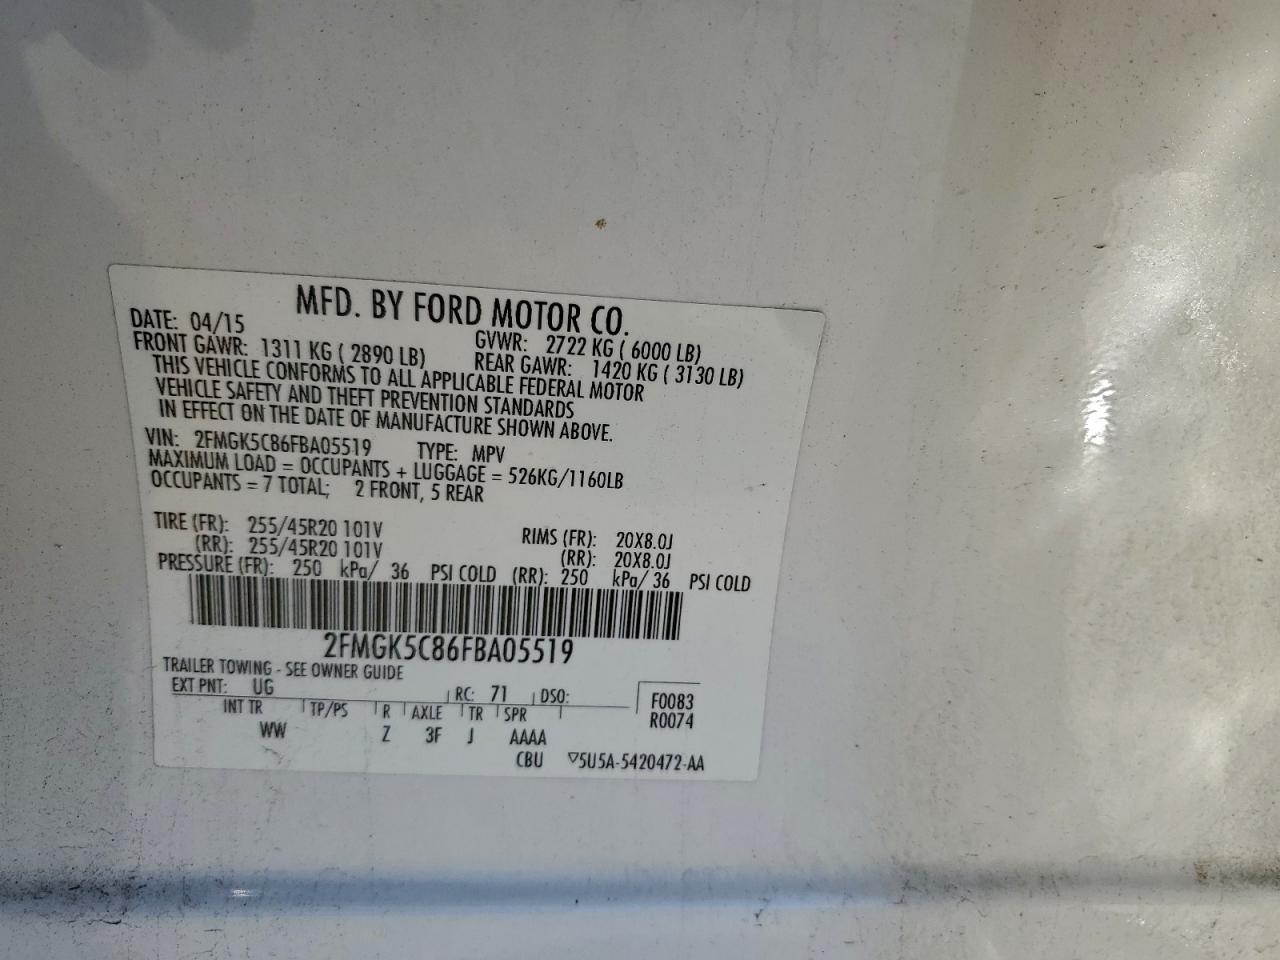 MFD. BY FORD MOTOR CO.
DATE: 04/15 GVWR: 2722 KG ( 6000 LB)
FRONT GAWR: 1311 KG ( 2890 LB) REAR GAWR: 1420 KG ( 3130 LB)
THIS VEHICLE CONFORMS TO ALL APPLICABLE FEDERAL MOTOR
VEHICLE SAFETY AND THEFT PREVENTION STANDARDS
IN EFFECT ON THE DATE OF MANUFACTURE SHOWN ABOVE.
VIN: 2FMGK5C86FBA05519 TYPE: MPV
MAXIMUM LOAD = OCCUPANTS + LUGGAGE = 526KG/1160LB
OCCUPANTS = 7 TOTAL; 2 FRONT, 5 REAR
TIRE (FR): 255/45R20 101V RIMS (FR): 20X8.0J
(RR): 255/45R20 101V (RR): 20X8.0J
PRESSURE (FR): 250 kPa/ 36 PSI COLD (RR): 250 kPa/ 36 PSI COLD
2FMGK5C86FBA05519
TRAILER TOWING - SEE OWNER GUIDE
EXT PNT: UG RC: 71 DSO: F0083
INT TR TP/PS R AXLE TR SPR R0074
WW Z 3F J AAAA
CBU ▽5U5A-5420472-AA